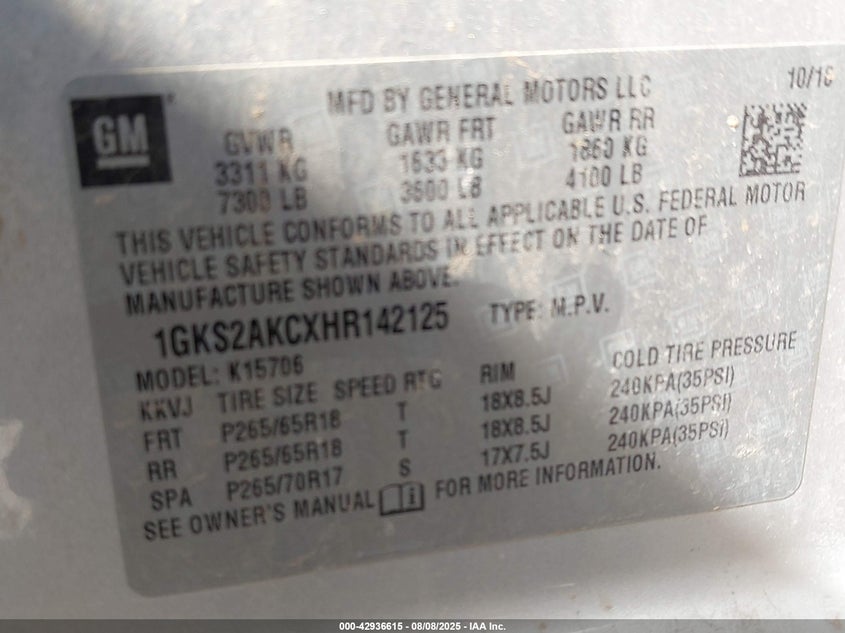 MFD BY GENERAL MOTORS LLC 10/16
GM
GVWR GAWR FRT GAWR RR
3311 KG 1633 KG 1860 KG
7300 LB 3600 LB 4100 LB
THIS VEHICLE CONFORMS TO ALL APPLICABLE U.S. FEDERAL MOTOR
VEHICLE SAFETY STANDARDS IN EFFECT ON THE DATE OF
MANUFACTURE SHOWN ABOVE.
1GKS2AKCXHR142125 TYPE: M.P.V.
MODEL: K15706
KKVJ TIRE SIZE SPEED RTG RIM COLD TIRE PRESSURE
FRT P265/65R18 T 18X8.5J 240KPA(35PSI)
RR P265/65R18 T 18X8.5J 240KPA(35PSI)
SPA P265/70R17 S 17X7.5J 240KPA(35PSI)
SEE OWNER'S MANUAL FOR MORE INFORMATION.
000-42936615 - 08/08/2025 - IAA Inc.